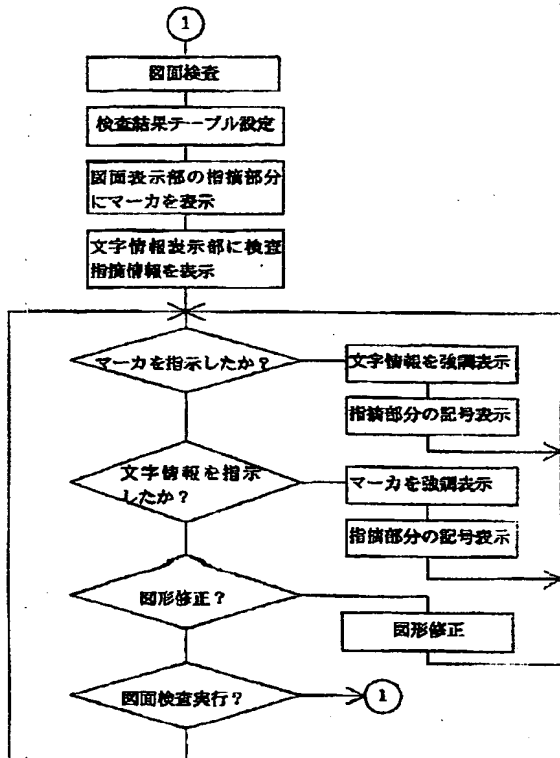 1
図面検査
検査結果テーブル設定
図面表示部の指摘部分
にマーカを表示
文字情報表示部に検査
指摘情報を表示
マーカを指示したか?
文字情報を強調表示
指摘部分の記号表示
文字情報を指示
したか?
マーカを強調表示
指摘部分の記号表示
図形修正?
図形修正
図面検査実行?
1